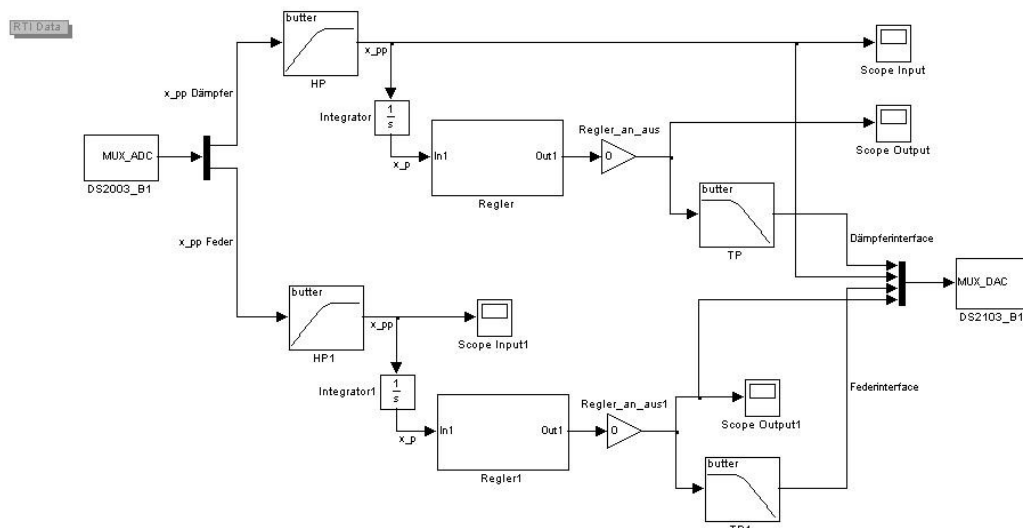 RTI Data
butter
x_pp
HP
Scope Input
x_pp Dämpfer
Integrator
1
s
x_p
In1
Out1
Regler
Regler_an_aus
0
Scope Output
MUX_ADC
DS2003_B1
butter
TP
Dämpferinterface
x_pp Feder
MUX_DAC
DS2103_B1
butter
x_pp
HP1
Scope Input1
Integrator1
1
s
x_p
In1
Out1
Regler1
Regler_an_aus1
0
Scope Output1
Federinterface
butter
TP1